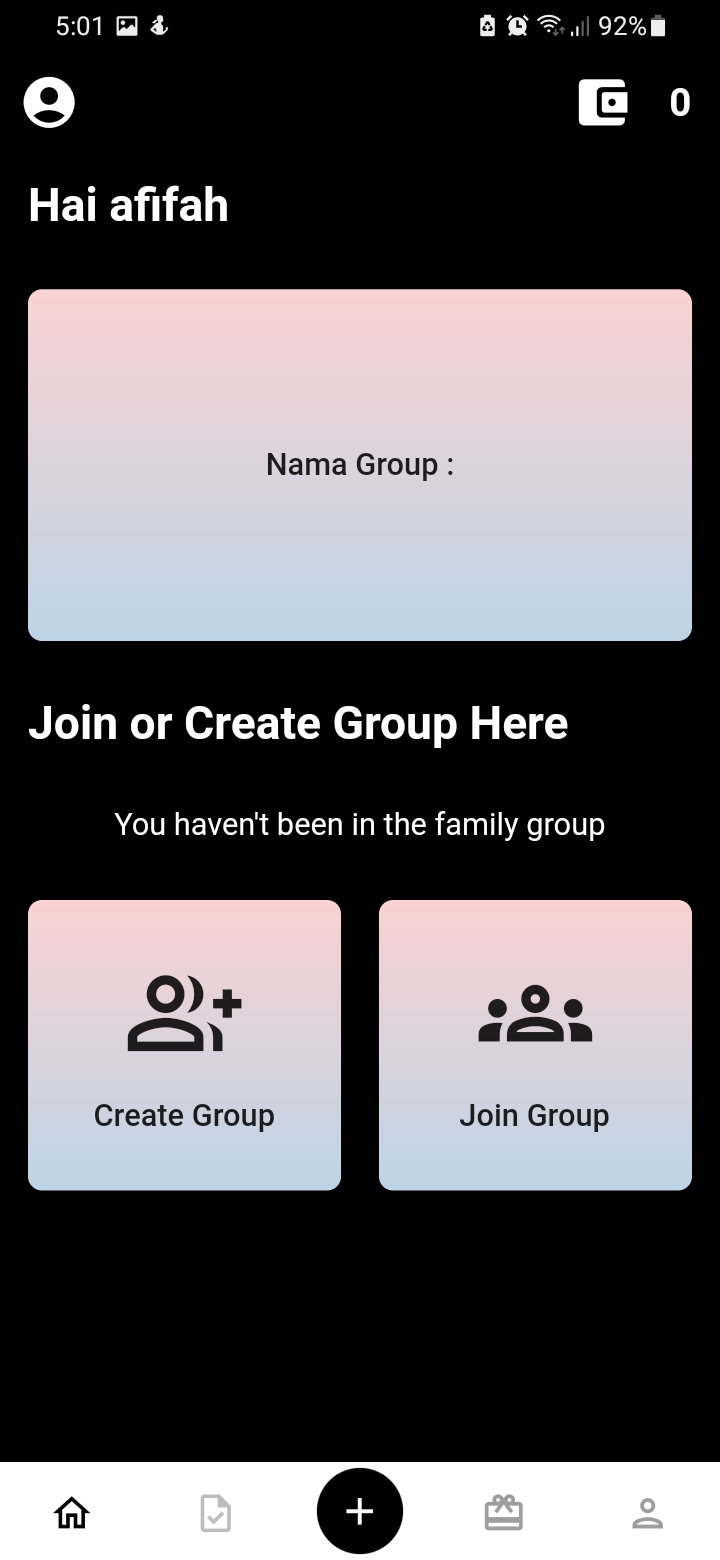 5:01 92%
0
Hai afifah
Nama Group :
Join or Create Group Here
You haven't been in the family group
Create Group Join Group